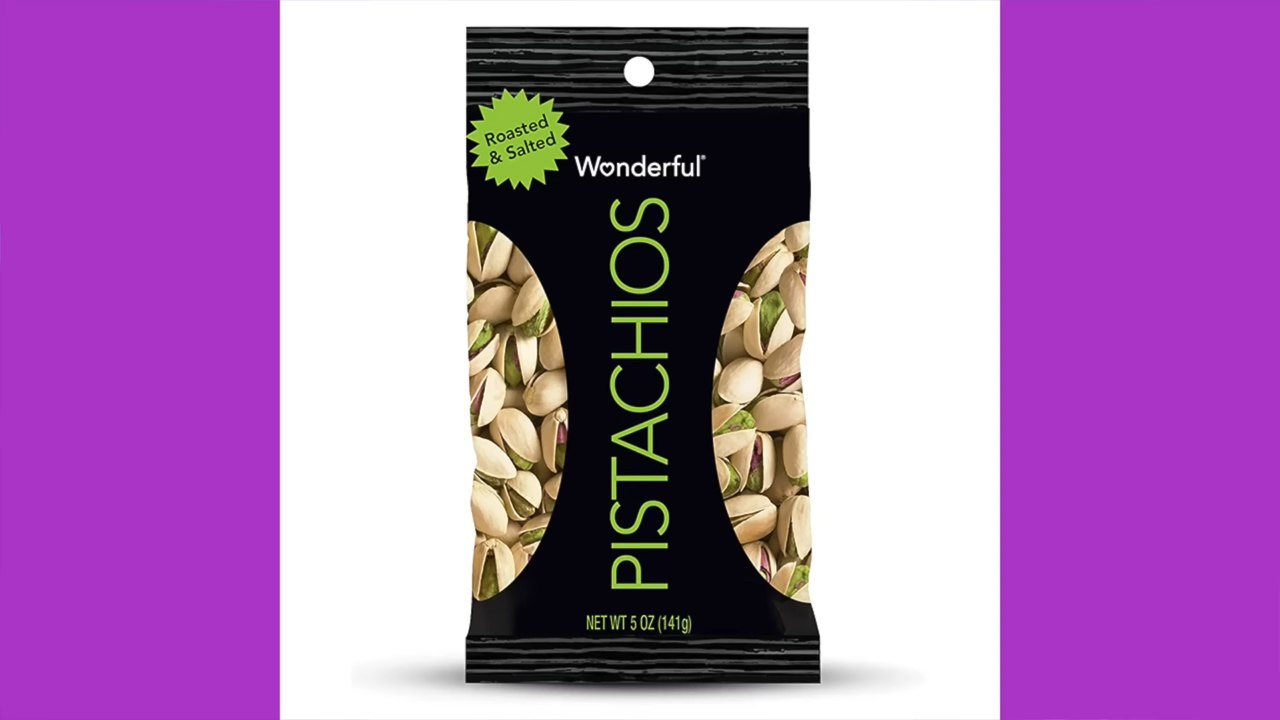 Roasted
& Salted
Wonderful®
PISTACHIOS
NET WT 5 OZ (141g)